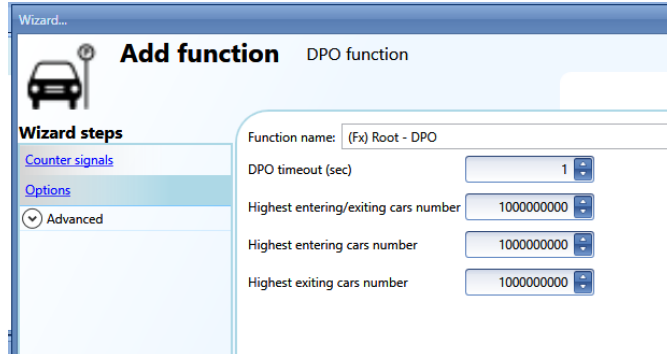 Wizard...
Add function DPO function
Wizard steps
Counter signals
Options
Advanced
Function name: (Fx) Root - DPO
DPO timeout (sec) 1
Highest entering/exiting cars number 1000000000
Highest entering cars number 1000000000
Highest exiting cars number 1000000000